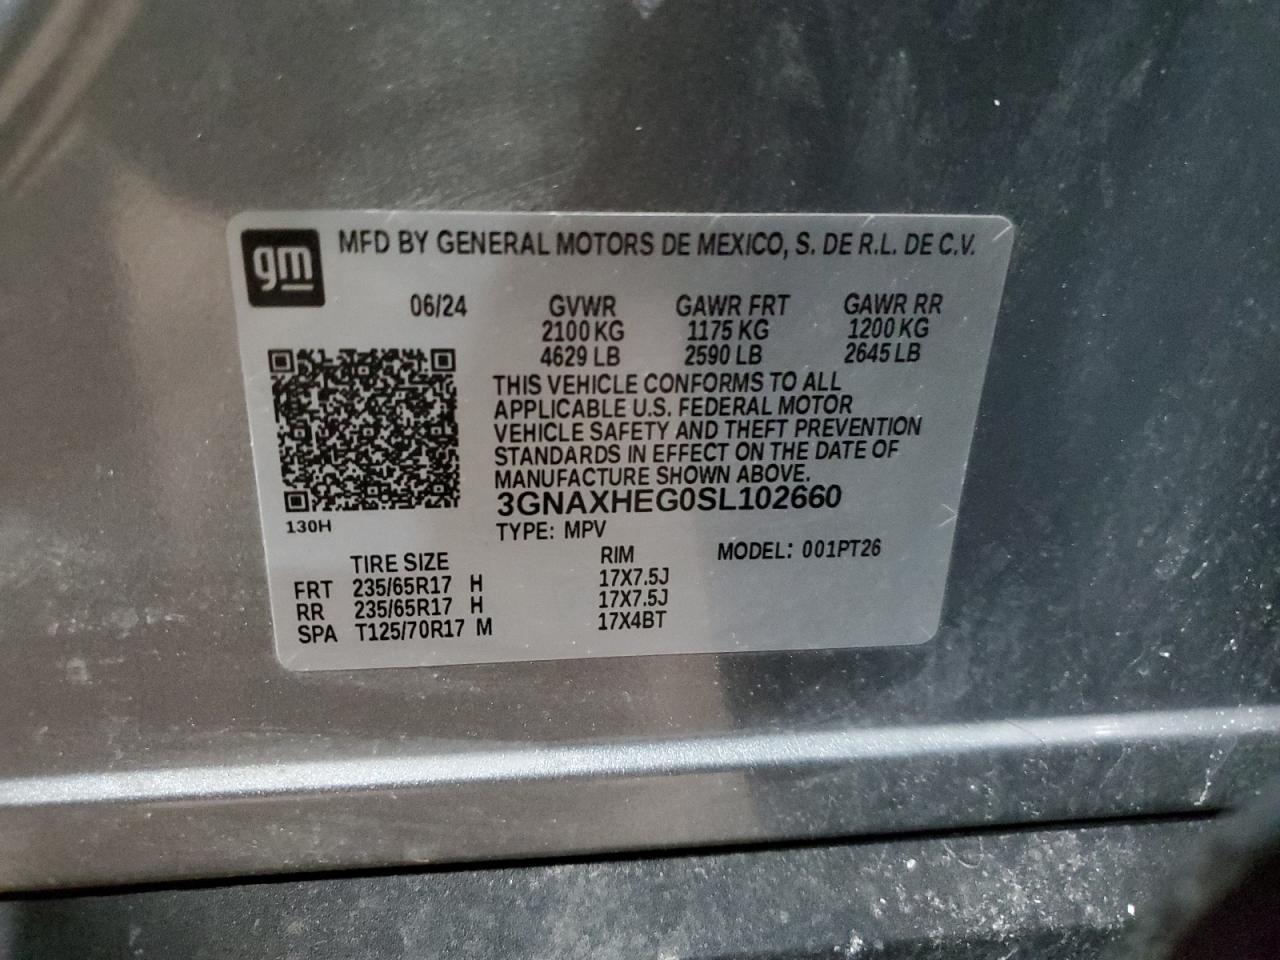 gm MFD BY GENERAL MOTORS DE MEXICO, S. DE R.L. DE C.V.
06/24 GVWR GAWR FRT GAWR RR
2100 KG 1175 KG 1200 KG
4629 LB 2590 LB 2645 LB
THIS VEHICLE CONFORMS TO ALL
APPLICABLE U.S. FEDERAL MOTOR
VEHICLE SAFETY AND THEFT PREVENTION
STANDARDS IN EFFECT ON THE DATE OF
MANUFACTURE SHOWN ABOVE.
3GNAXHEG0SL102660
130H
TYPE: MPV
TIRE SIZE RIM MODEL: 001PT26
FRT 235/65R17 H 17X7.5J
RR 235/65R17 H 17X7.5J
SPA T125/70R17 M 17X4BT